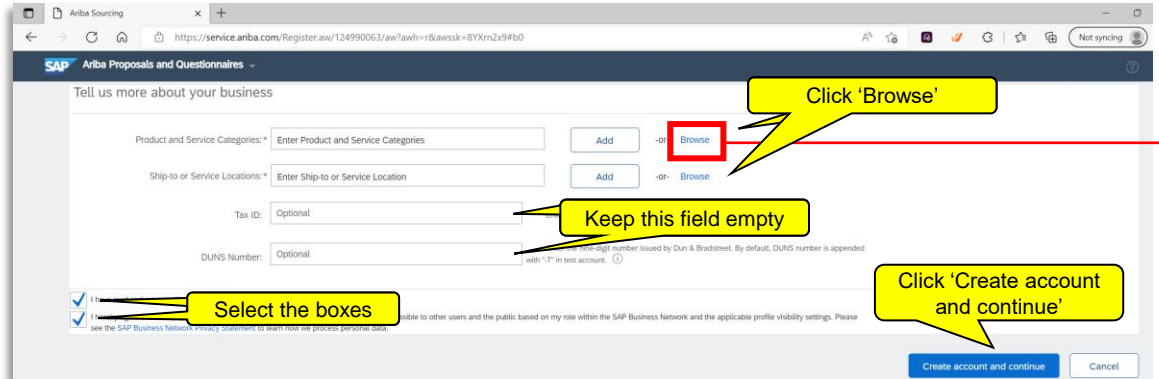 Ariba Sourcing
https://service.ariba.com/Register.aw/124990063/aw?awh=r&awssk=8YXrn2x9#b0
Not syncing
SAP Ariba Proposals and Questionnaires
Tell us more about your business
Click 'Browse'
Product and Service Categories:* Enter Product and Service Categories Add -or- Browse
Ship-to or Service Locations:* Enter Ship-to or Service Location Add -or- Browse
Tax ID: Optional
Keep this field empty
DUNS Number: Optional
nine-digit number issued by Dun & Bradstreet. By default, DUNS number is appended
with "-T" in test account.
Click 'Create account
and continue'
Select the boxes
to other users and the public based on my role within the SAP Business Network and the applicable profile visibility settings. Please
see the SAP Business Network Privacy Statement to learn how we process personal data.
Create account and continue Cancel